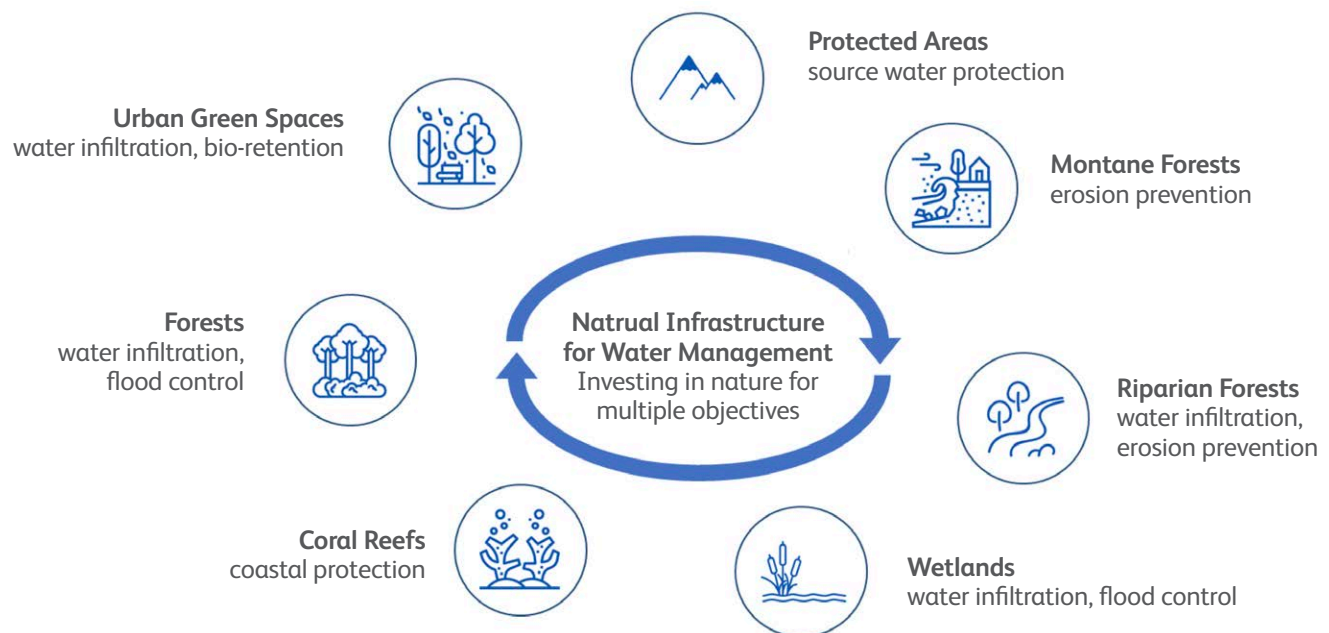 Protected Areas
source water protection
Urban Green Spaces
water infiltration, bio-retention
Montane Forests
erosion prevention
Natrual Infrastructure
for Water Management
Investing in nature for
multiple objectives
Forests
water infiltration,
flood control
Riparian Forests
water infiltration,
erosion prevention
Coral Reefs
coastal protection
Wetlands
water infiltration, flood control